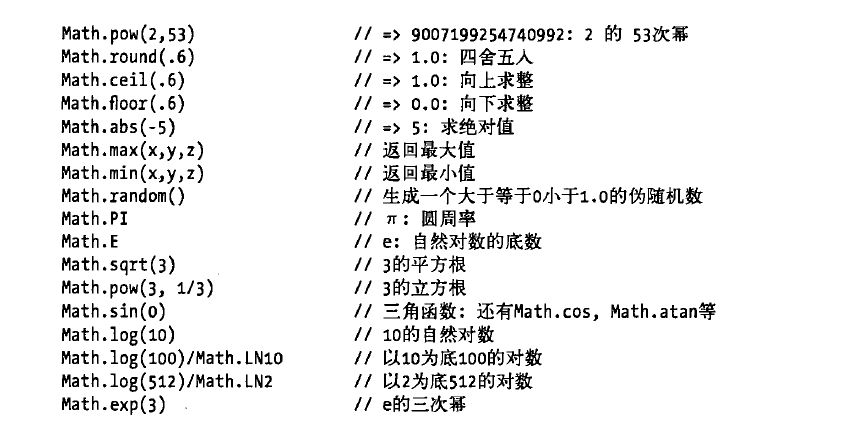 Math.pow(2,53) // => 9007199254740992: 2 的 53次幂
Math.round(.6) // => 1.0: 四舍五入
Math.ceil(.6) // => 1.0: 向上求整
Math.floor(.6) // => 0.0: 向下求整
Math.abs(-5) // => 5: 求绝对值
Math.max(x,y,z) // 返回最大值
Math.min(x,y,z) // 返回最小值
Math.random() // 生成一个大于等于0小于1.0的伪随机数
Math.PI // π: 圆周率
Math.E // e: 自然对数的底数
Math.sqrt(3) // 3的平方根
Math.pow(3, 1/3) // 3的立方根
Math.sin(0) // 三角函数: 还有Math.cos, Math.atan等
Math.log(10) // 10的自然对数
Math.log(100)/Math.LN10 // 以10为底100的对数
Math.log(512)/Math.LN2 // 以2为底512的对数
Math.exp(3) // e的三次幂